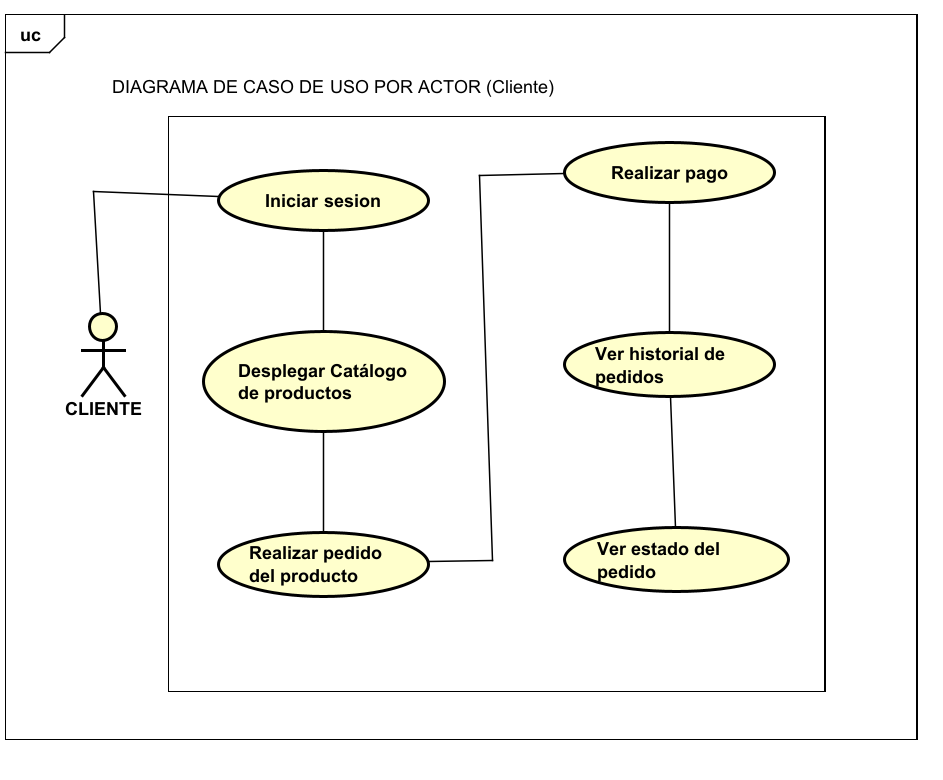 uc
DIAGRAMA DE CASO DE USO POR ACTOR (Cliente)
Iniciar sesion
Desplegar Catálogo
de productos
Realizar pedido
del producto
CLIENTE
Realizar pago
Ver historial de
pedidos
Ver estado del
pedido